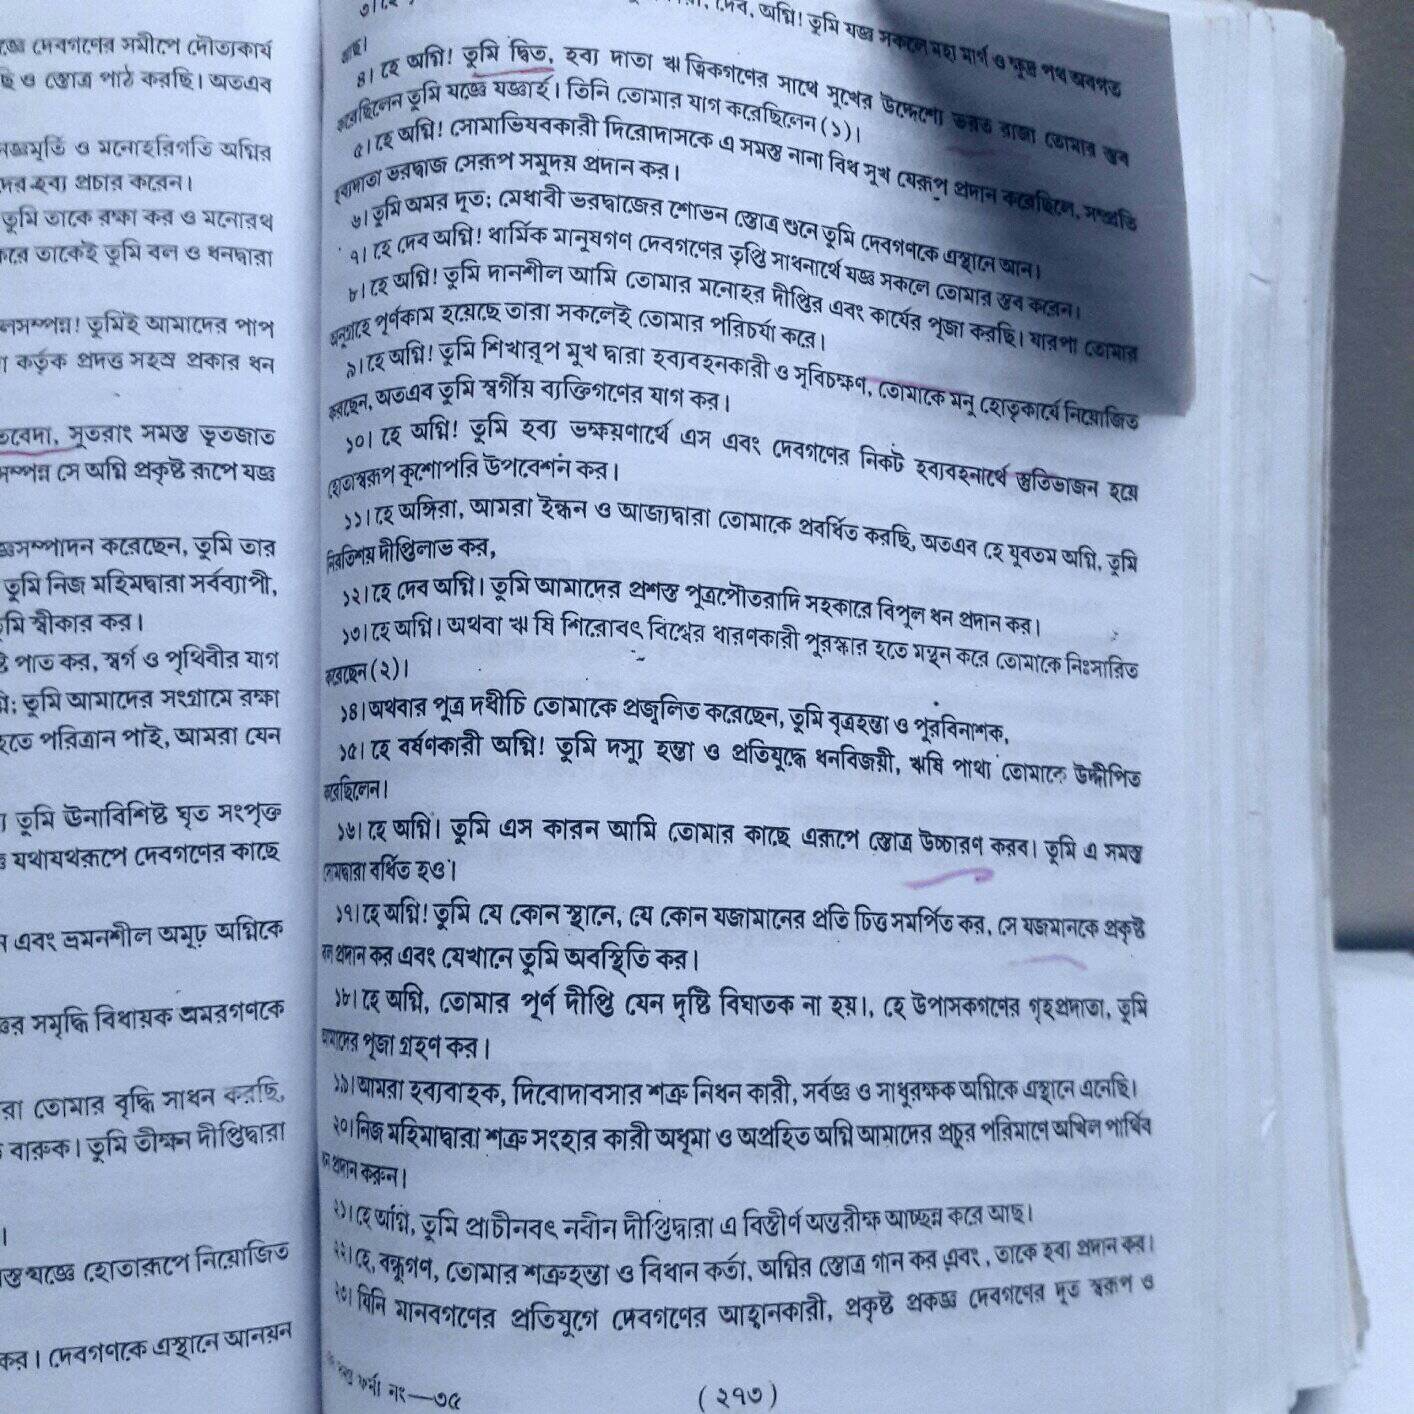 জ্ঞে দেবগণের সমীপে দৌত্যকার্য
ছি ও স্তোত্র পাঠ করছি। অতএব
মনোহরিগতি অগ্নির
হব্য প্রচার করেন।
তুমি তাকে রক্ষা কর ও মনোরথ
করে তাকেই তুমি বল ও ধনদ্বারা
লসম্পন্ন! তুমিই আমাদের পাপ
কর্তৃক প্রদত্ত সহস্র প্রকার ধন
তবেদা, সুতরাং সমস্ত ভূতজাত
সম্পন্ন সে অগ্নি প্রকৃষ্ট রূপে যজ্ঞ
জ্ঞসম্পাদন করেছেন, তুমি তার
তুমি নিজ মহিমদ্বারা সর্বব্যাপী,
মি স্বীকার কর।
পাত কর, স্বর্গ ও পৃথিবীর যাগ
তুমি আমাদের সংগ্রামে রক্ষা
হতে পরিত্রান পাই, আমরা যেন
তুমি ঊনাবিশিষ্ট ঘৃত সংপৃক্ত
যথাযথরূপে দেবগণের কাছে
এবং ভ্রমনশীল অমূঢ় অগ্নিকে
সমৃদ্ধি বিধায়ক অমরগণকে
রা তোমার বৃদ্ধি সাধন করছি,
বারুক। তুমি তীক্ষন দীপ্তিদ্বারা
।
যজ্ঞে হোতারূপে নিয়োজিত
কর। দেবগণকে এস্থানে আনয়ন
দেব, অগ্নি! তুমি যজ্ঞ সকলে মহা মার্গ ও ক্ষুদ্র পথ অবগত
আছ।
৪। হে অগ্নি! তুমি দ্বিত, হব্য দাতা ঋত্বিকগণের সাথে সুখের উদ্দেশ্যে ভরত রাজা তোমার স্তব
করেছিলেন তুমি যজ্ঞে যজ্ঞার্হ। তিনি তোমার যাগ করেছিলেন (১)।
৫। হে অগ্নি! সোমাভিষবকারী দিরোদাসকে এ সমস্ত নানা বিধ সুখ যেরূপ প্রদান করেছিলে, সম্প্রতি
হব্যদাতা ভরদ্বাজ সেরূপ সমুদয় প্রদান কর।
৬। তুমি অমর দূত; মেধাবী ভরদ্বাজের শোভন স্তোত্র শুনে তুমি দেবগণকে এস্থানে আন।
৭। হে দেব অগ্নি! ধার্মিক মানুষগণ দেবগণের তৃপ্তি সাধনার্থে যজ্ঞ সকলে তোমার স্তব করেন।
৮। হে অগ্নি! তুমি দানশীল আমি তোমার মনোহর দীপ্তির এবং কার্যের পূজা করছি। যারপা তোমার
অনুগ্রহে পূর্ণকাম হয়েছে তারা সকলেই তোমার পরিচর্যা করে।
৯। হে অগ্নি! তুমি শিখারূপ মুখ দ্বারা হব্যবহনকারী ও সুবিচক্ষণ, তোমাকে মনু হোতৃকার্যে নিয়োজিত
করছেন, অতএব তুমি স্বর্গীয় ব্যক্তিগণের যাগ কর।
১০। হে অগ্নি! তুমি হব্য ভক্ষয়ণার্থে এস এবং দেবগণের নিকট হব্যবহনার্থে স্তুতিভাজন হয়ে
হোতাস্বরূপ কুশোপরি উপবেশন কর।
১১। হে অঙ্গিরা, আমরা ইন্ধন ও আজ্যদ্বারা তোমাকে প্রবর্ধিত করছি, অতএব হে যুবতম অগ্নি, তুমি
নিরতিশয় দীপ্তিলাভ কর,
১২। হে দেব অগ্নি। তুমি আমাদের প্রশস্ত পুত্রপৌতরাদি সহকারে বিপুল ধন প্রদান কর।
১৩। হে অগ্নি। অথবা ঋষি শিরোবৎ বিশ্বের ধারণকারী পুরস্কার হতে মন্থন করে তোমাকে নিঃসারিত
করেছেন (২)।
১৪। অথবার পুত্র দধীচি তোমাকে প্রজ্বলিত করেছেন, তুমি বৃত্রহন্তা ও পুরবিনাশক,
১৫। হে বর্ষণকারী অগ্নি! তুমি দস্যু হন্তা ও প্রতিযুদ্ধে ধনবিজয়ী, ঋষি পাথ্য তোমাকে উদ্দীপিত
করেছিলেন।
১৬। হে অগ্নি। তুমি এস কারন আমি তোমার কাছে এরূপে স্তোত্র উচ্চারণ করব। তুমি এ সমস্ত
সোমদ্বারা বর্ধিত হও।
১৭। হে অগ্নি! তুমি যে কোন স্থানে, যে কোন যজামানের প্রতি চিত্ত সমর্পিত কর, সে যজমানকে প্রকৃষ্ট
বল প্রদান কর এবং যেখানে তুমি অবস্থিতি কর।
১৮। হে অগ্নি, তোমার পূর্ণ দীপ্তি যেন দৃষ্টি বিঘাতক না হয়।, হে উপাসকগণের গৃহপ্রদাতা, তুমি
আমাদের পূজা গ্রহণ কর।
১৯। আমরা হব্যবাহক, দিবোদাবসার শত্রু নিধন কারী, সর্বজ্ঞ ও সাধুরক্ষক অগ্নিকে এস্থানে এনেছি।
২০। নিজ মহিমাদ্বারা শত্রু সংহার কারী অধৃমা ও অপ্রহিত অগ্নি আমাদের প্রচুর পরিমাণে অখিল পার্থিব
প্রদান করুন।
২১। হে অগ্নি, তুমি প্রাচীনবৎ নবীন দীপ্তিদ্বারা এ বিস্তীর্ণ অন্তরীক্ষ আচ্ছন্ন করে আছ।
২২। হে, বন্ধুগণ, তোমার শত্রুহন্তা ও বিধান কর্তা, অগ্নির স্তোত্র গান কর এবং, তাকে হব্য প্রদান কর।
২৩। যিনি মানবগণের প্রতিযুগে দেবগণের আহ্বানকারী, প্রকৃষ্ট প্রকজ্ঞ দেবগণের দূত স্বরূপ ও
ফর্মা নং—৩৫
(২৭৩)